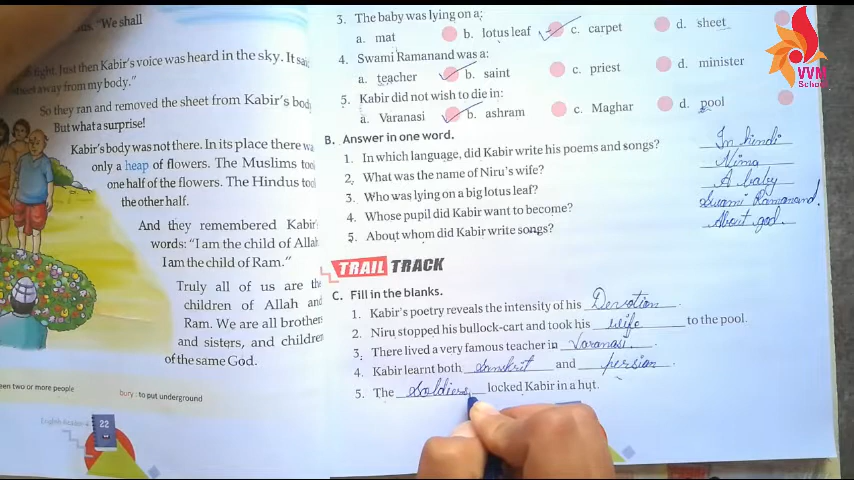 "We shall
fight. Just then Kabir's voice was heard in the sky. It said
sheet away from my body."
So they ran and removed the sheet from Kabir's body
But what a surprise!
Kabir's body was not there. In its place there wa
only a heap of flowers. The Muslims too
one half of the flowers. The Hindus too
the other half.
And they remembered Kabir
words: "I am the child of Allah
I am the child of Ram."
Truly all of us are the
children of Allah and
Ram. We are all brothers
and sisters, and children
of the same God.
een two or more people
bury : to put underground
22
3. The baby was lying on a:
a. mat b. lotus leaf c. carpet d. sheet
4. Swami Ramanand was a:
a. teacher b. saint c. priest d. minister
5. Kabir did not wish to die in:
a. Varanasi b. ashram c. Maghar d. pool
B. Answer in one word.
1. In which language, did Kabir write his poems and songs? In hindi
2. What was the name of Niru's wife? Nima
3. Who was lying on a big lotus leaf? A baby
4. Whose pupil did Kabir want to become? Swami Ramanand.
5. About whom did Kabir write songs? About god.
TRAIL TRACK
C. Fill in the blanks.
1. Kabir's poetry reveals the intensity of his Devotion.
2. Niru stopped his bullock-cart and took his wife to the pool.
3. There lived a very famous teacher in Varanasi.
4. Kabir learnt both Sanskrit and persian.
5. The Soldiers locked Kabir in a hut.
VVM
School